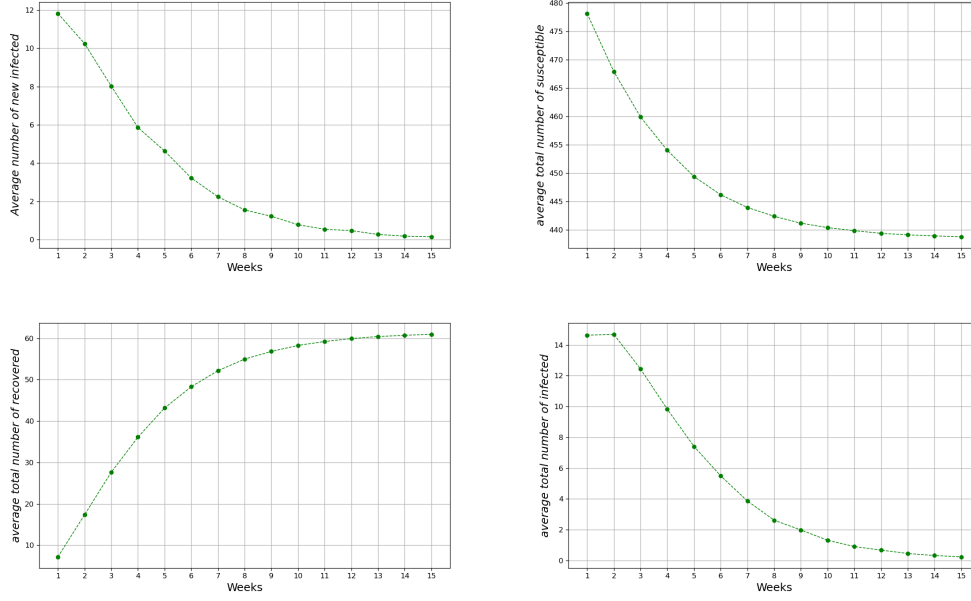 Average number of new infected
12
10
8
6
4
2
0
1 2 3 4 5 6 7 8 9 10 11 12 13 14 15
Weeks
average total number of susceptible
480
475
470
465
460
455
450
445
440
1 2 3 4 5 6 7 8 9 10 11 12 13 14 15
Weeks
average total number of recovered
60
50
40
30
20
10
1 2 3 4 5 6 7 8 9 10 11 12 13 14 15
Weeks
average total number of infected
14
12
10
8
6
4
2
0
1 2 3 4 5 6 7 8 9 10 11 12 13 14 15
Weeks